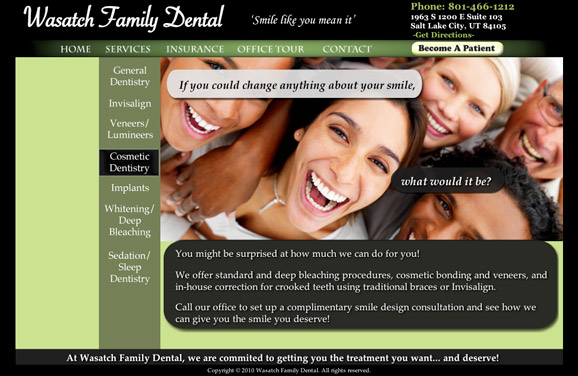 Wasatch Family Dental
'Smile like you mean it'
Phone: 801-466-1212
1963 S 1200 E Suite 103
Salt Lake City, UT 84105
-Get Directions-
HOME SERVICES INSURANCE OFFICE TOUR CONTACT
Become A Patient
General
Dentistry
Invisalign
Veneers/
Lumineers
Cosmetic
Dentistry
Implants
Whitening/
Deep
Bleaching
Sedation/
Sleep
Dentistry
If you could change anything about your smile,
what would it be?
You might be surprised at how much we can do for you!
We offer standard and deep bleaching procedures, cosmetic bonding and veneers, and
in-house correction for crooked teeth using traditional braces or Invisalign.
Call our office to set up a complimentary smile design consultation and see how we
can give you the smile you deserve!
At Wasatch Family Dental, we are commited to getting you the treatment you want... and deserve!
Copyright © 2010 Wasatch Family Dental. All rights reserved.